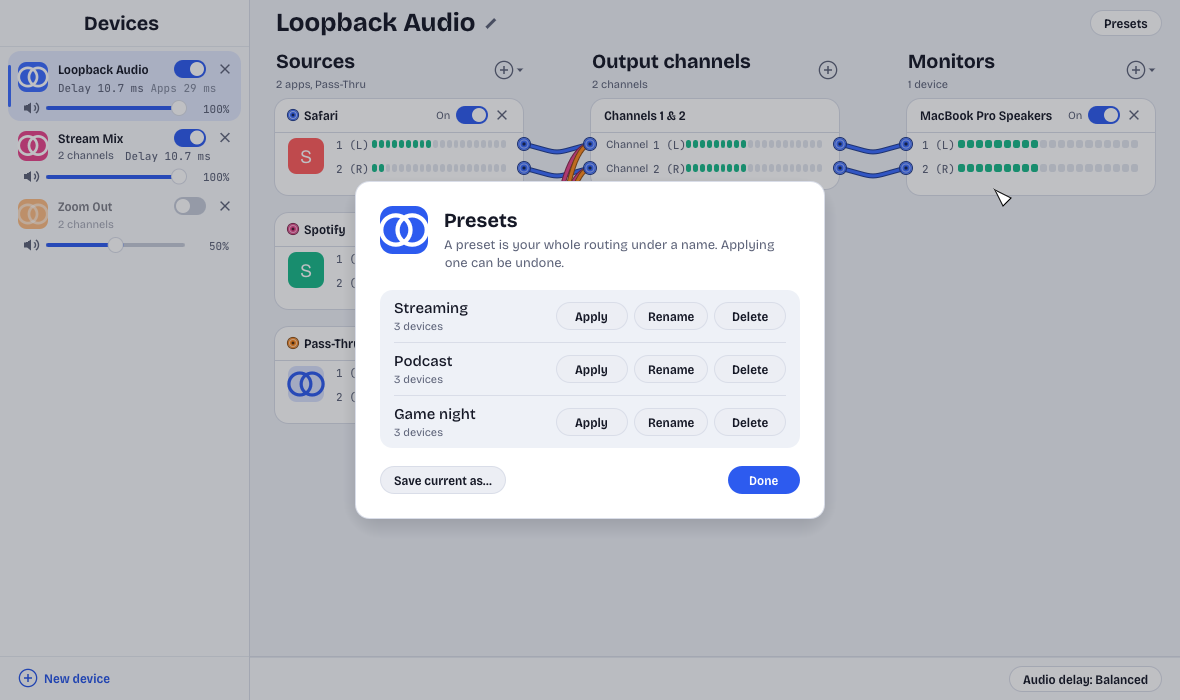 Devices
Loopback Audio
Delay 10.7 ms Apps 29 ms
100%
Stream Mix
2 channels Delay 10.7 ms
100%
Zoom Out
2 channels
50%
New device
Loopback Audio
Presets
Sources
2 apps, Pass-Thru
Output channels
2 channels
Monitors
1 device
Safari On
S
1 (L)
2 (R)
Channels 1 & 2
Channel 1 (L)
Channel 2 (R)
MacBook Pro Speakers On
1 (L)
2 (R)
Spotify
S
1 (
2 (
Pass-Thru
1 (
2 (
Presets
A preset is your whole routing under a name. Applying
one can be undone.
Streaming
3 devices
Apply Rename Delete
Podcast
3 devices
Apply Rename Delete
Game night
3 devices
Apply Rename Delete
Save current as...
Done
Audio delay: Balanced